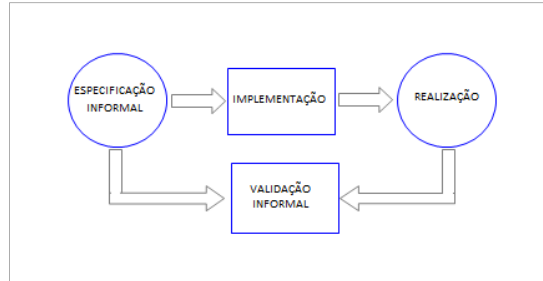 ESPECIFICAÇÃO
INFORMAL
IMPLEMENTAÇÃO
REALIZAÇÃO
VALIDAÇÃO
INFORMAL